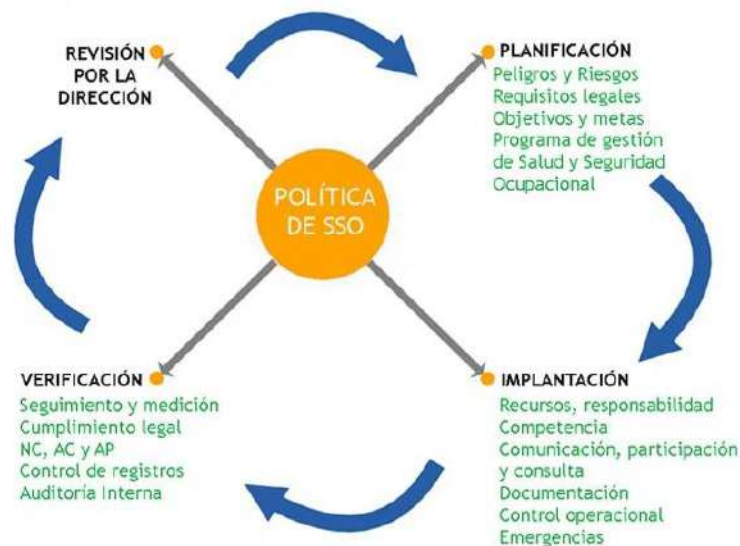 REVISIÓN
POR LA
DIRECCIÓN
PLANIFICACIÓN
Peligros y Riesgos
Requisitos legales
Objetivos y metas
Programa de gestión
de Salud y Seguridad
Ocupacional
POLÍTICA
DE SSO
VERIFICACIÓN
Seguimiento y medición
Cumplimiento legal
NC, AC y AP
Control de registros
Auditoría Interna
IMPLANTACIÓN
Recursos, responsabilidad
Competencia
Comunicación, participación
y consulta
Documentación
Control operacional
Emergencias